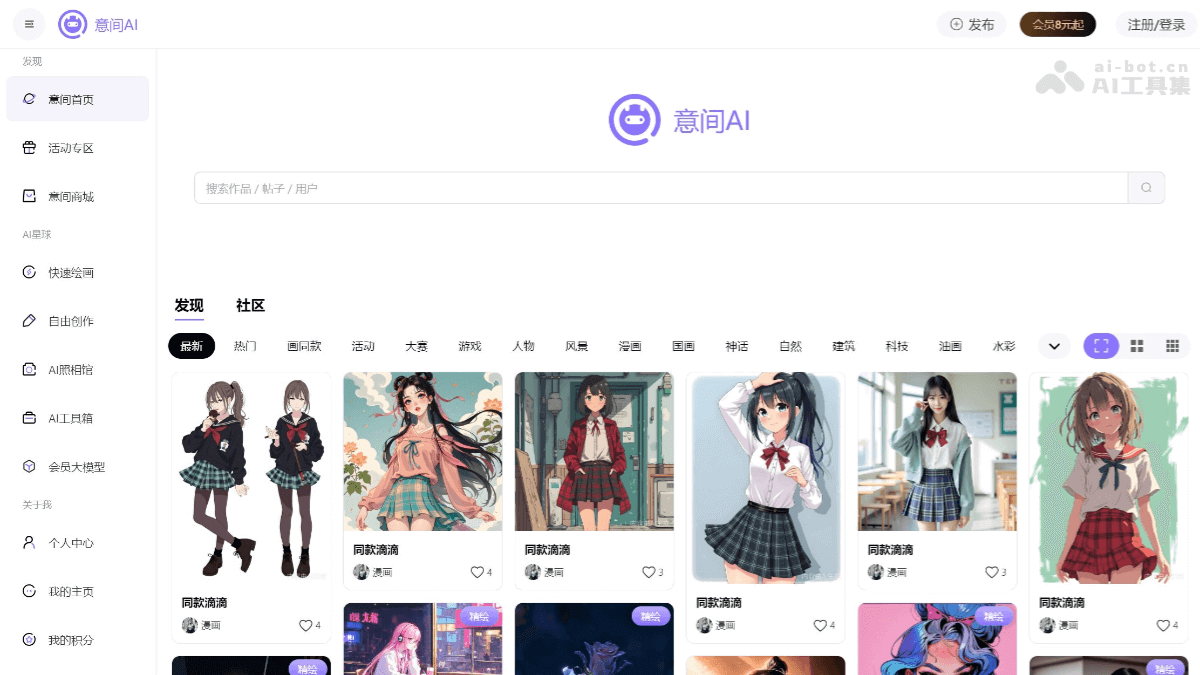 意间AI
发布
会员8元起
注册/登录
发现
意间首页
活动专区
意间商城
AI星球
快速绘画
自由创作
AI照相馆
AI工具箱
会员大模型
关于我
个人中心
我的主页
我的积分
ai-bot.cn
AI工具集
意间AI
搜索作品 / 帖子 / 用户
发现
社区
最新
热门
画同款
活动
大赛
游戏
人物
风景
漫画
国画
神话
自然
建筑
科技
油画
水彩
同款滴滴
漫画
4
同款滴滴
漫画
4
同款滴滴
漫画
3
同款滴滴
漫画
4
同款滴滴
漫画
3
同款滴滴
漫画
4
精绘
精绘
精绘
精绘
精绘